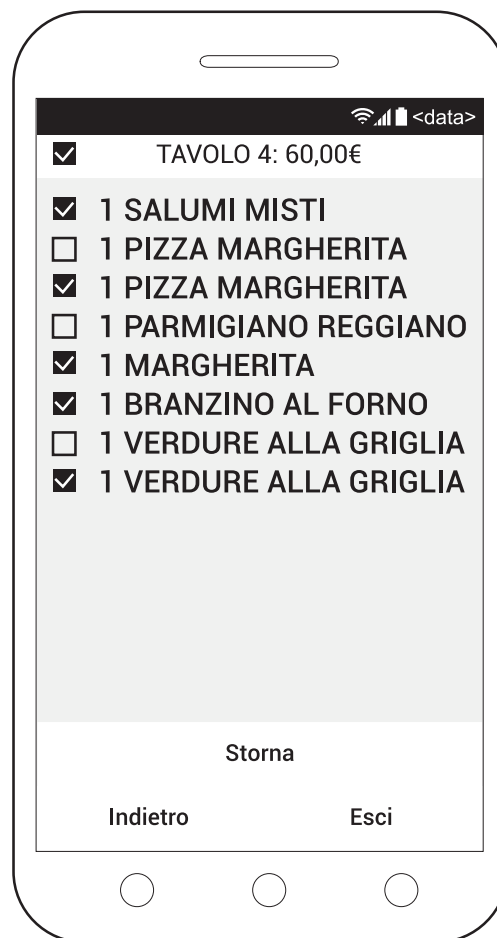 <data>
TAVOLO 4: 60,00€
1 SALUMI MISTI
1 PIZZA MARGHERITA
1 PIZZA MARGHERITA
1 PARMIGIANO REGGIANO
1 MARGHERITA
1 BRANZINO AL FORNO
1 VERDURE ALLA GRIGLIA
1 VERDURE ALLA GRIGLIA
Storna
Indietro Esci